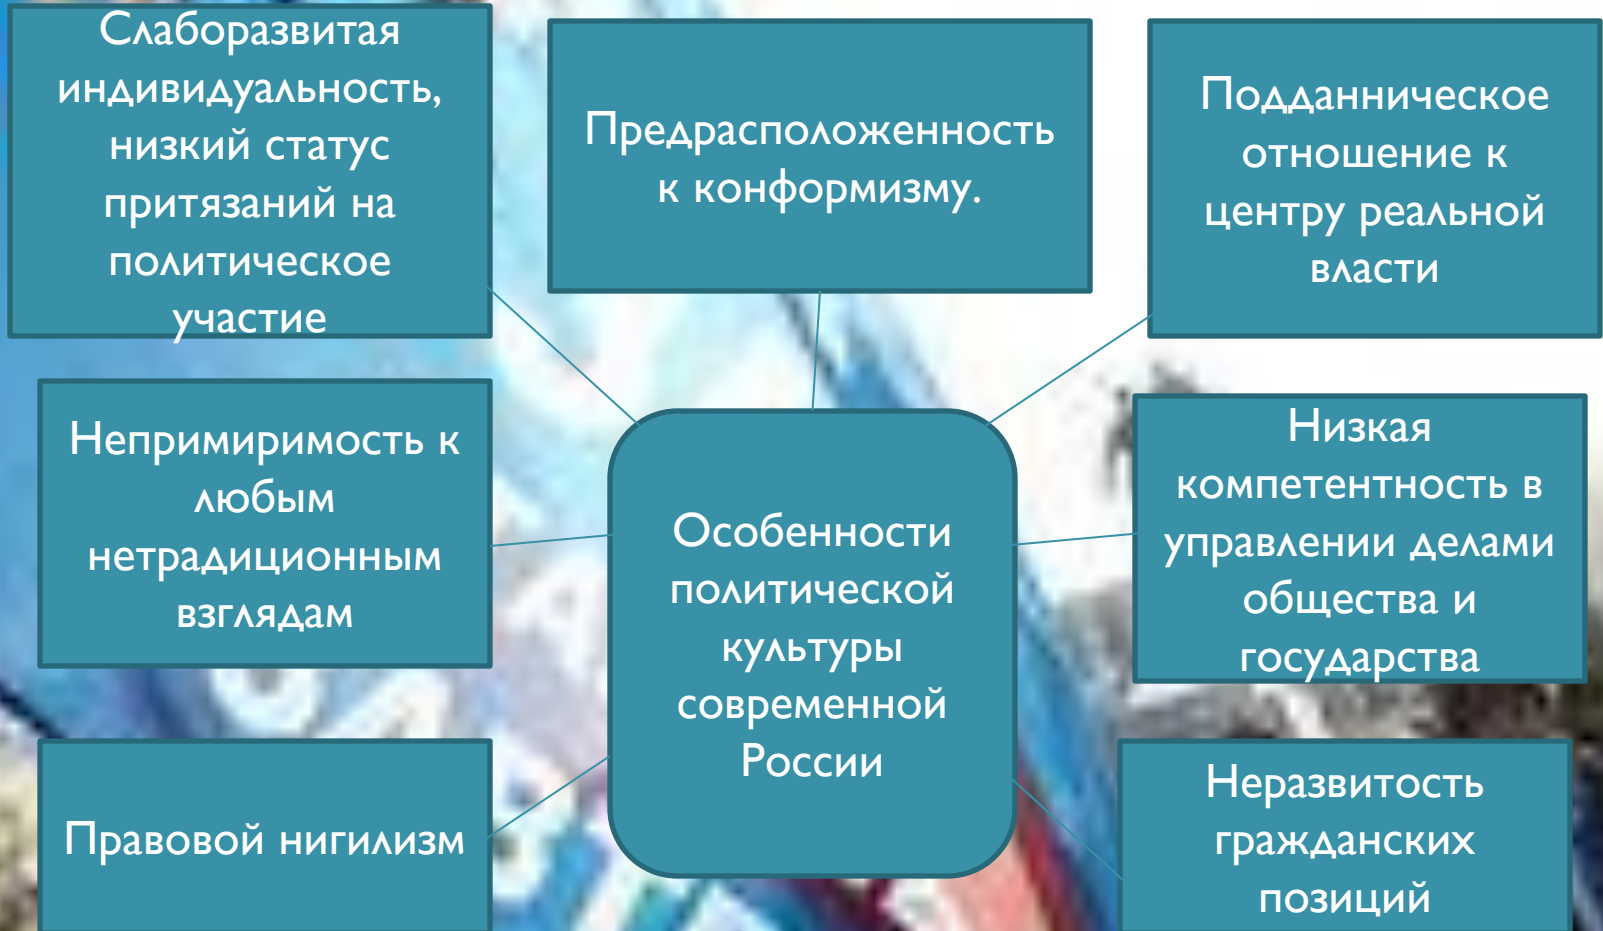 Слаборазвитая
индивидуальность,
низкий статус
притязаний на
политическое
участие
Предрасположенность
к конформизму.
Подданническое
отношение к
центру реальной
власти
Непримиримость к
любым
нетрадиционным
взглядам
Особенности
политической
культуры
современной
России
Низкая
компетентность в
управлении делами
общества и
государства
Правовой нигилизм
Неразвитость
гражданских
позиций